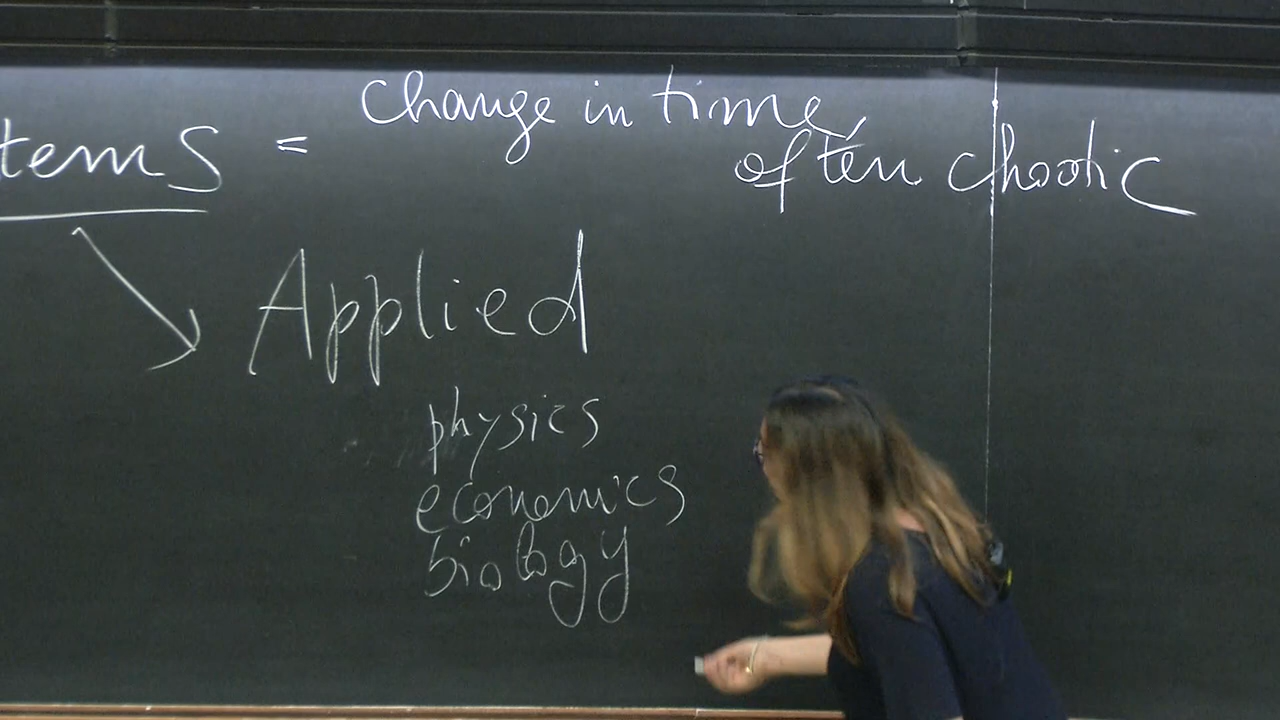 tems = change in time,
often chaotic
Applied
physics
economics
biology